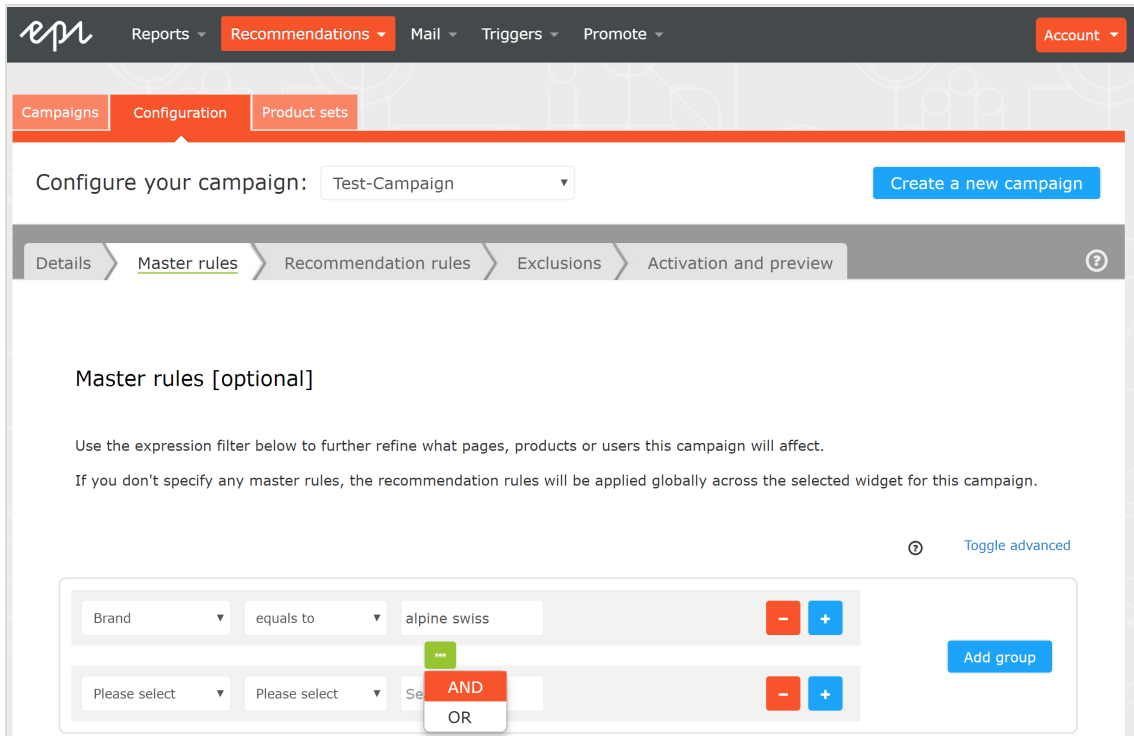 epi Reports Recommendations Mail Triggers Promote Account
Campaigns Configuration Product sets
Configure your campaign: Test-Campaign Create a new campaign
Details Master rules Recommendation rules Exclusions Activation and preview ?
Master rules [optional]
Use the expression filter below to further refine what pages, products or users this campaign will affect.
If you don't specify any master rules, the recommendation rules will be applied globally across the selected widget for this campaign.
? Toggle advanced
Brand equals to alpine swiss - +
... Add group
Please select Please select Se - +
AND
OR